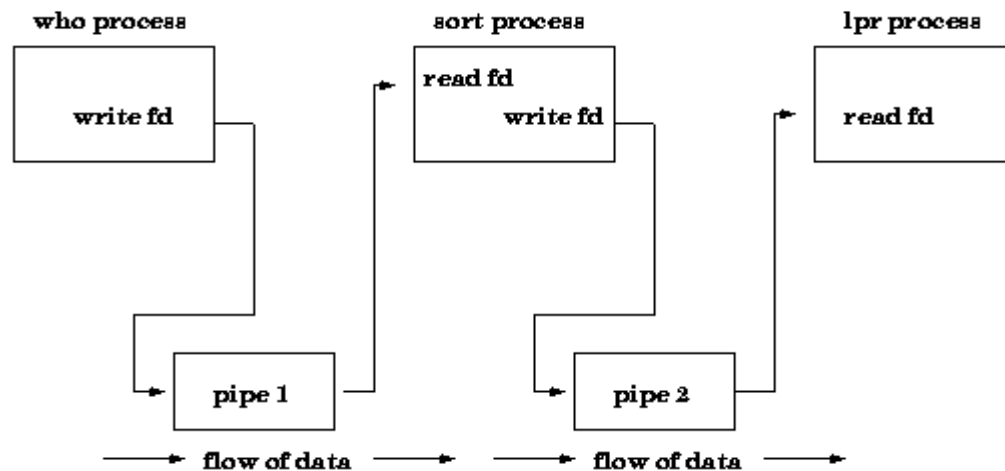 who process
sort process
lpr process
read fd
write fd
write fd
read fd
pipe 1
pipe 2
flow of data
flow of data